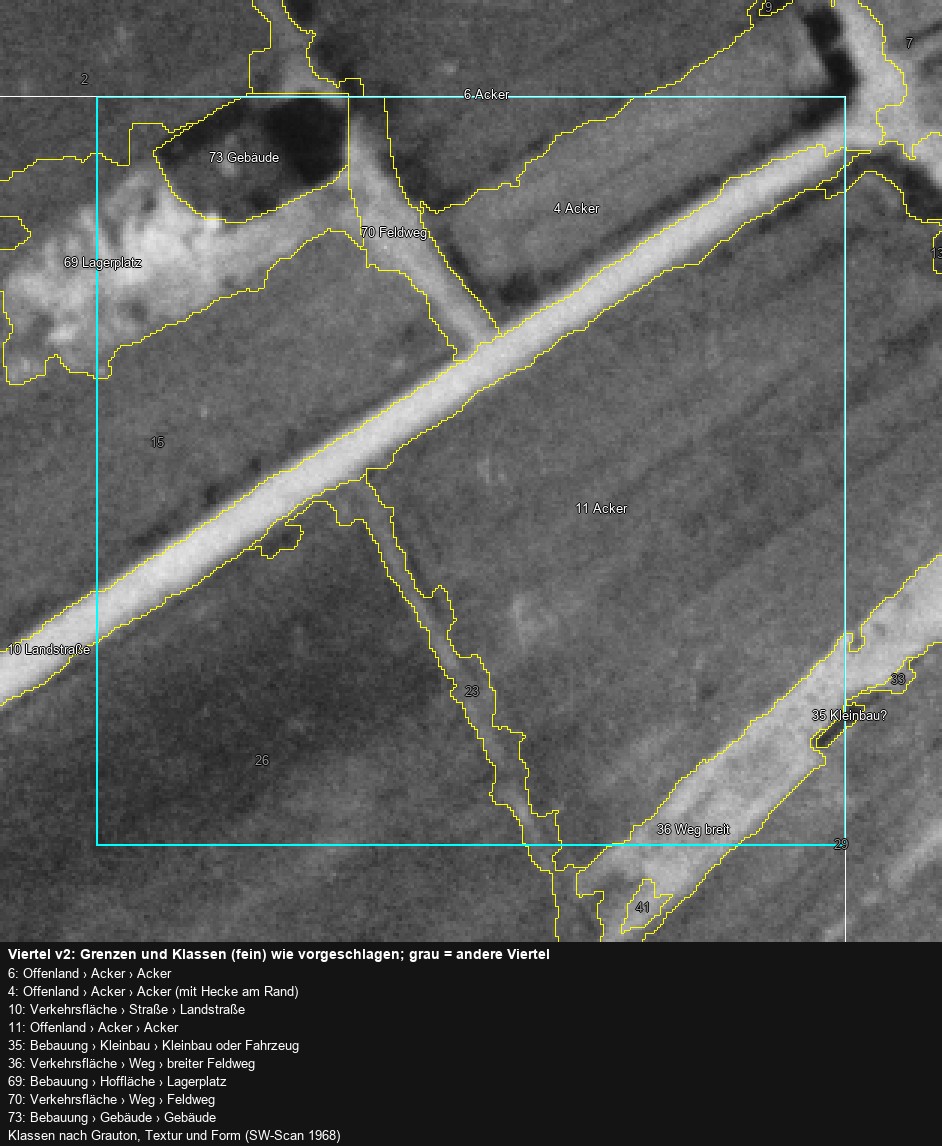 9
7
2
6 Acker
73 Gebäude
4 Acker
70 Feldweg
69 Lagerplatz
15
11 Acker
10 Landstraße
33
23
35 Kleinbau?
26
36 Weg breit
29
41
Viertel v2: Grenzen und Klassen (fein) wie vorgeschlagen; grau = andere Viertel
6: Offenland › Acker › Acker
4: Offenland › Acker › Acker (mit Hecke am Rand)
10: Verkehrsfläche › Straße › Landstraße
11: Offenland › Acker › Acker
35: Bebauung › Kleinbau › Kleinbau oder Fahrzeug
36: Verkehrsfläche › Weg › breiter Feldweg
69: Bebauung › Hoffläche › Lagerplatz
70: Verkehrsfläche › Weg › Feldweg
73: Bebauung › Gebäude › Gebäude
Klassen nach Grauton, Textur und Form (SW-Scan 1968)